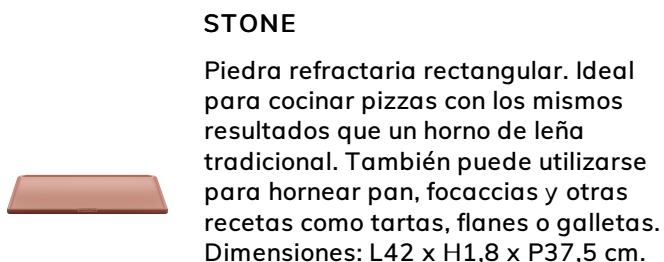 STONE
Piedra refractaria rectangular. Ideal
para cocinar pizzas con los mismos
resultados que un horno de leña
tradicional. También puede utilizarse
para hornear pan, focaccias y otras
recetas como tartas, flanes o galletas.
Dimensiones: L42 x H1,8 x P37,5 cm.